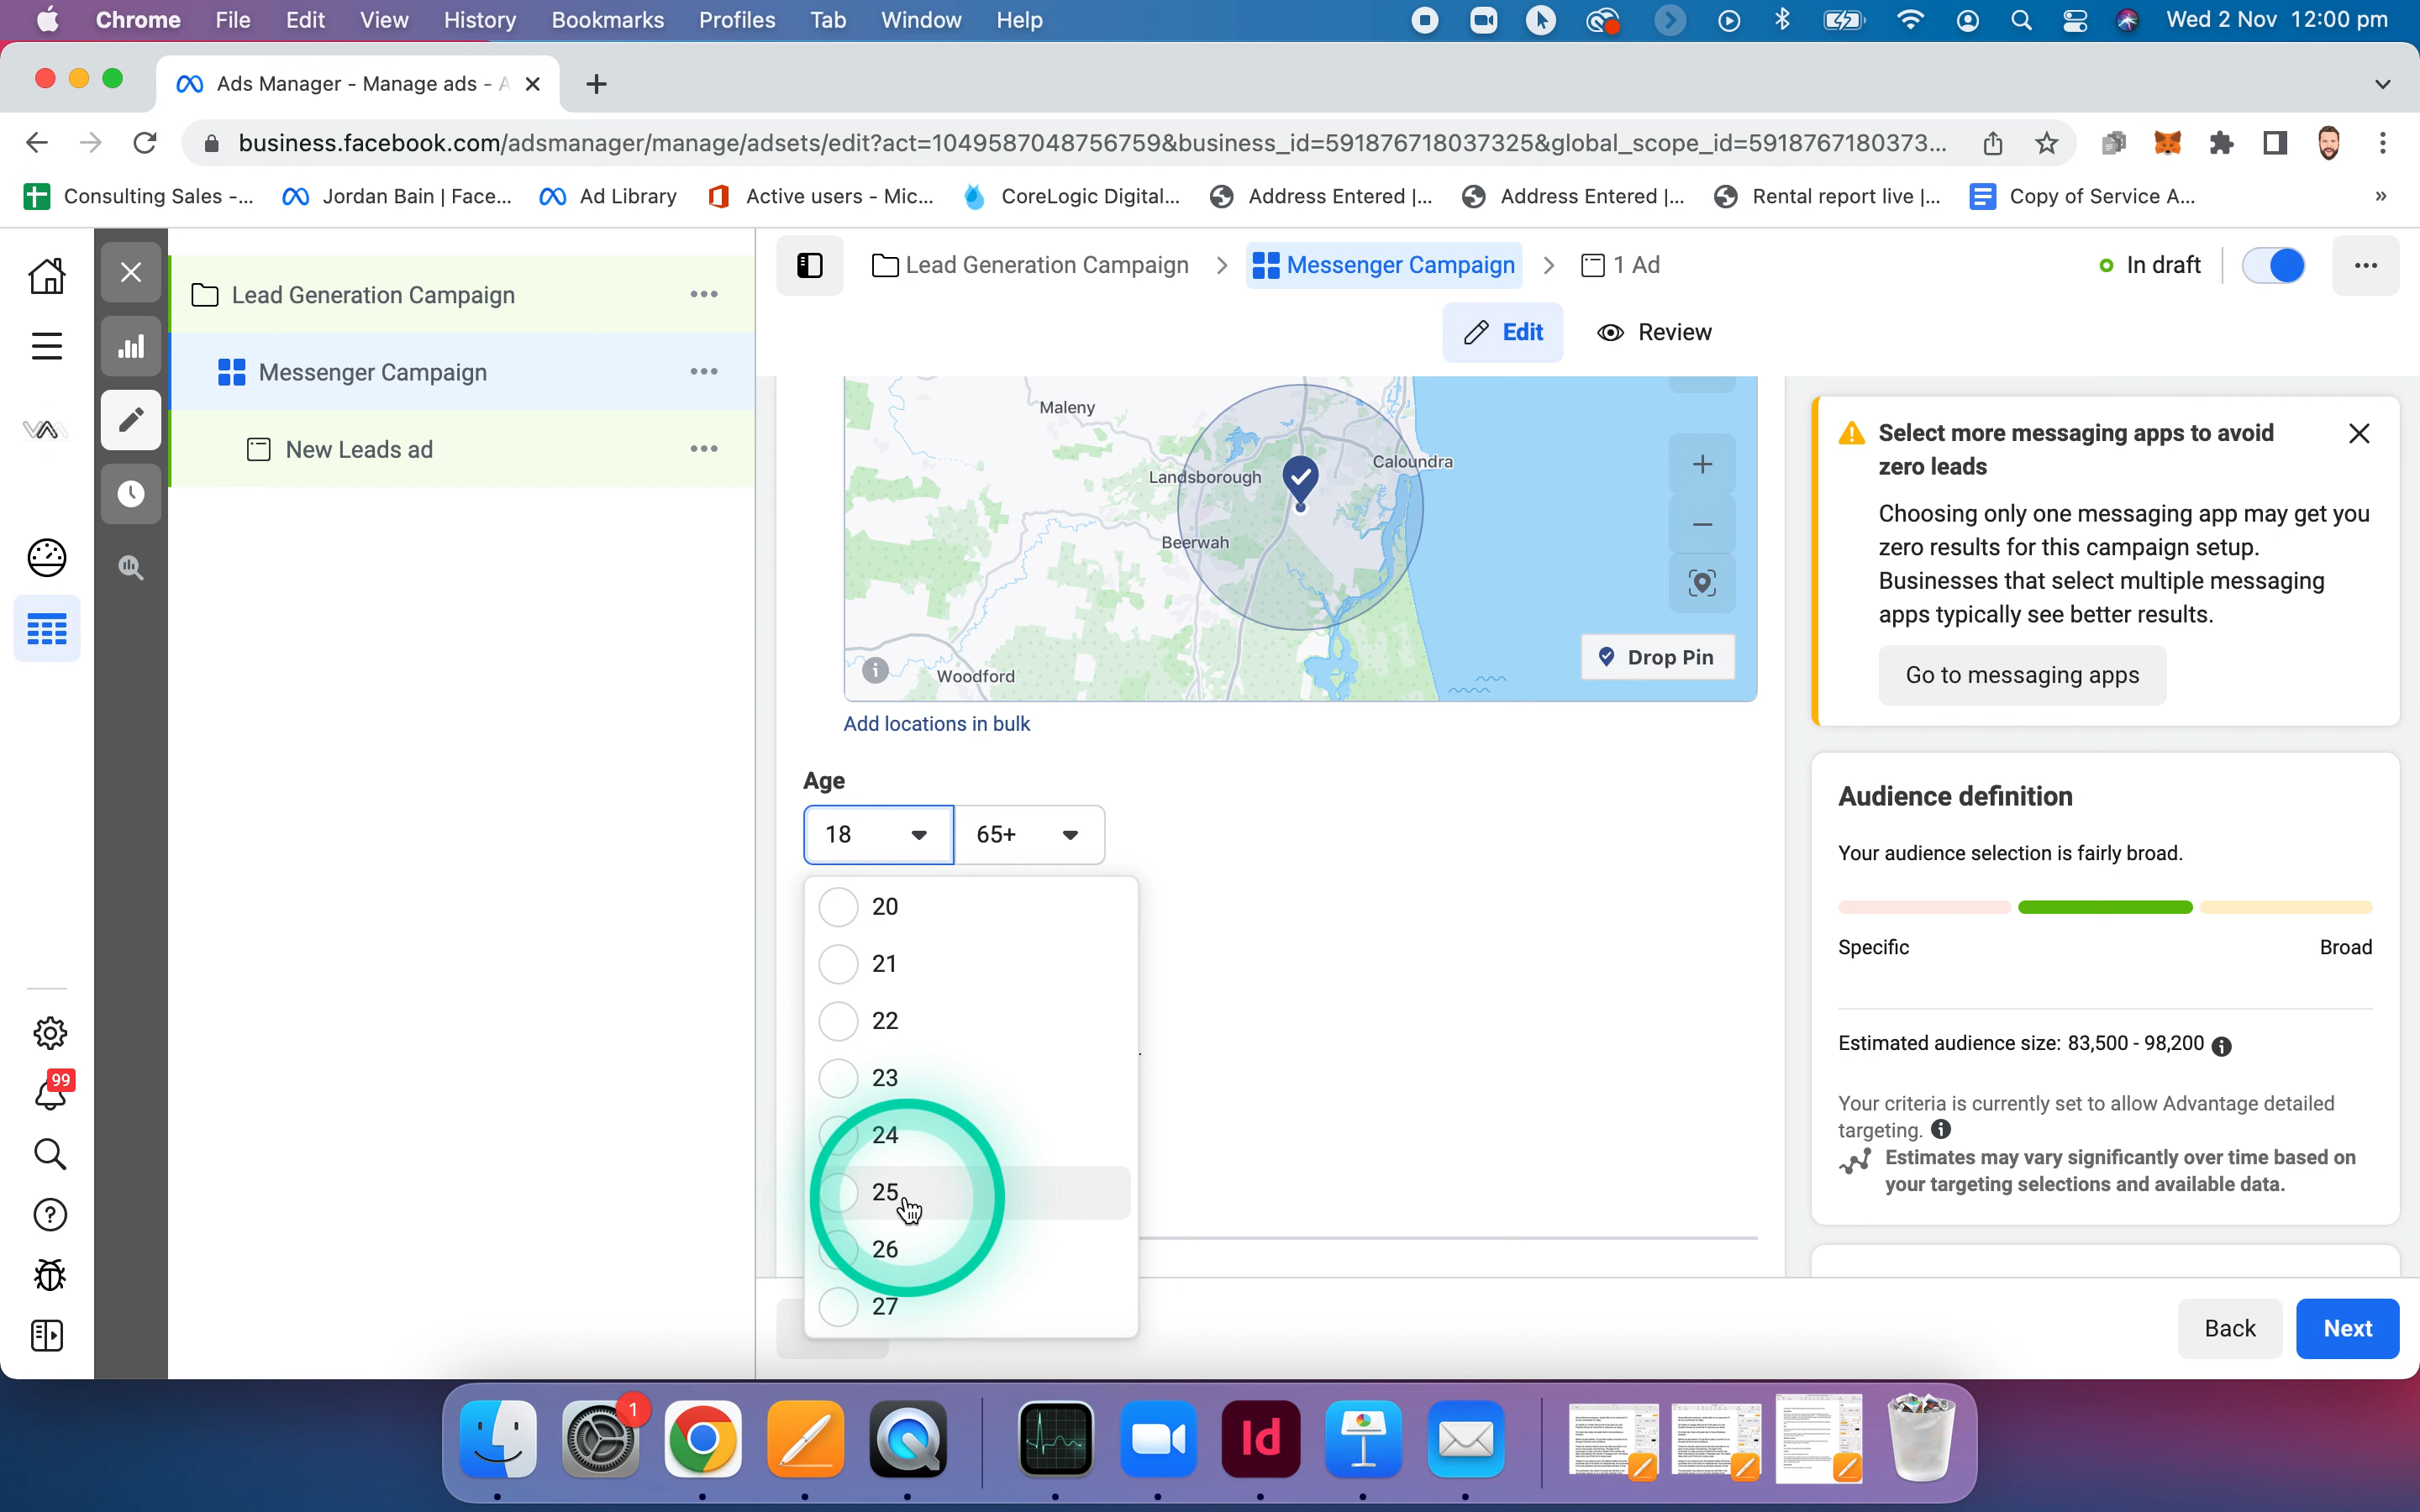 Chrome File Edit View History Bookmarks Profiles Tab Window Help Wed 2 Nov 12:00 pm
Ads Manager - Manage ads - A
business.facebook.com/adsmanager/manage/adsets/edit?act=1049587048756759&business_id=591876718037325&global_scope_id=5918767180373...
Consulting Sales -... Jordan Bain | Face... Ad Library Active users - Mic... CoreLogic Digital... Address Entered |... Address Entered |... Rental report live |... Copy of Service A... »
Lead Generation Campaign
Messenger Campaign
New Leads ad
Lead Generation Campaign > Messenger Campaign > 1 Ad
In draft
Edit Review
Maleny
Landsborough
Caloundra
Beerwah
Woodford
Drop Pin
Add locations in bulk
Age
18 65+
20
21
22
23
24
25
26
27
Select more messaging apps to avoid
zero leads
Choosing only one messaging app may get you
zero results for this campaign setup.
Businesses that select multiple messaging
apps typically see better results.
Go to messaging apps
Audience definition
Your audience selection is fairly broad.
Specific Broad
Estimated audience size: 83,500 - 98,200
Your criteria is currently set to allow Advantage detailed
targeting.
Estimates may vary significantly over time based on
your targeting selections and available data.
Back Next
99
1
Id